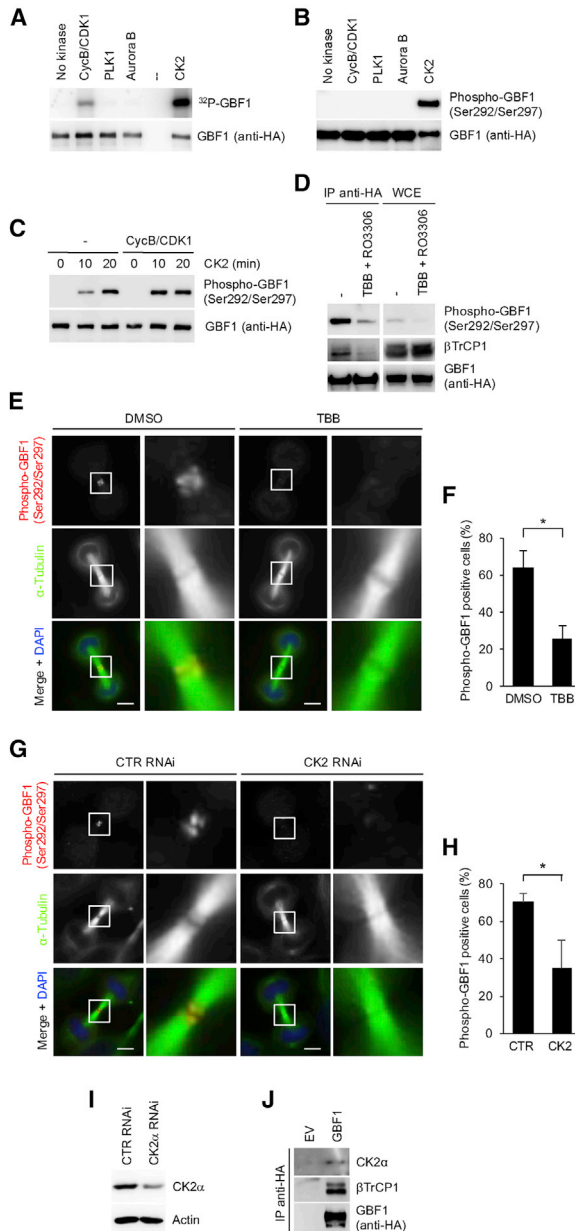 A
No kinase
CycB/CDK1
PLK1
Aurora B
--
CK2
32P-GBF1
GBF1 (anti-HA)
B
No kinase
CycB/CDK1
PLK1
Aurora B
CK2
Phospho-GBF1
(Ser292/Ser297)
GBF1 (anti-HA)
C
- CycB/CDK1
0 10 20 0 10 20 CK2 (min)
Phospho-GBF1
(Ser292/Ser297)
GBF1 (anti-HA)
D
IP anti-HA WCE
-
TBB + RO3306
-
TBB + RO3306
Phospho-GBF1
(Ser292/Ser297)
βTrCP1
GBF1
(anti-HA)
E
DMSO TBB
Phospho-GBF1
(Ser292/Ser297)
α-Tubulin
Merge + DAPI
F
Phospho-GBF1 positive cells (%)
80
60
40
20
0
*
DMSO TBB
G
CTR RNAi CK2 RNAi
Phospho-GBF1
(Ser292/Ser297)
α-Tubulin
Merge + DAPI
H
Phospho-GBF1 positive cells (%)
80
60
40
60
80
*
CTR CK2
I
CTR RNAi
CK2α RNAi
CK2α
Actin
J
EV
GBF1
IP anti-HA
CK2α
βTrCP1
GBF1
(anti-HA)